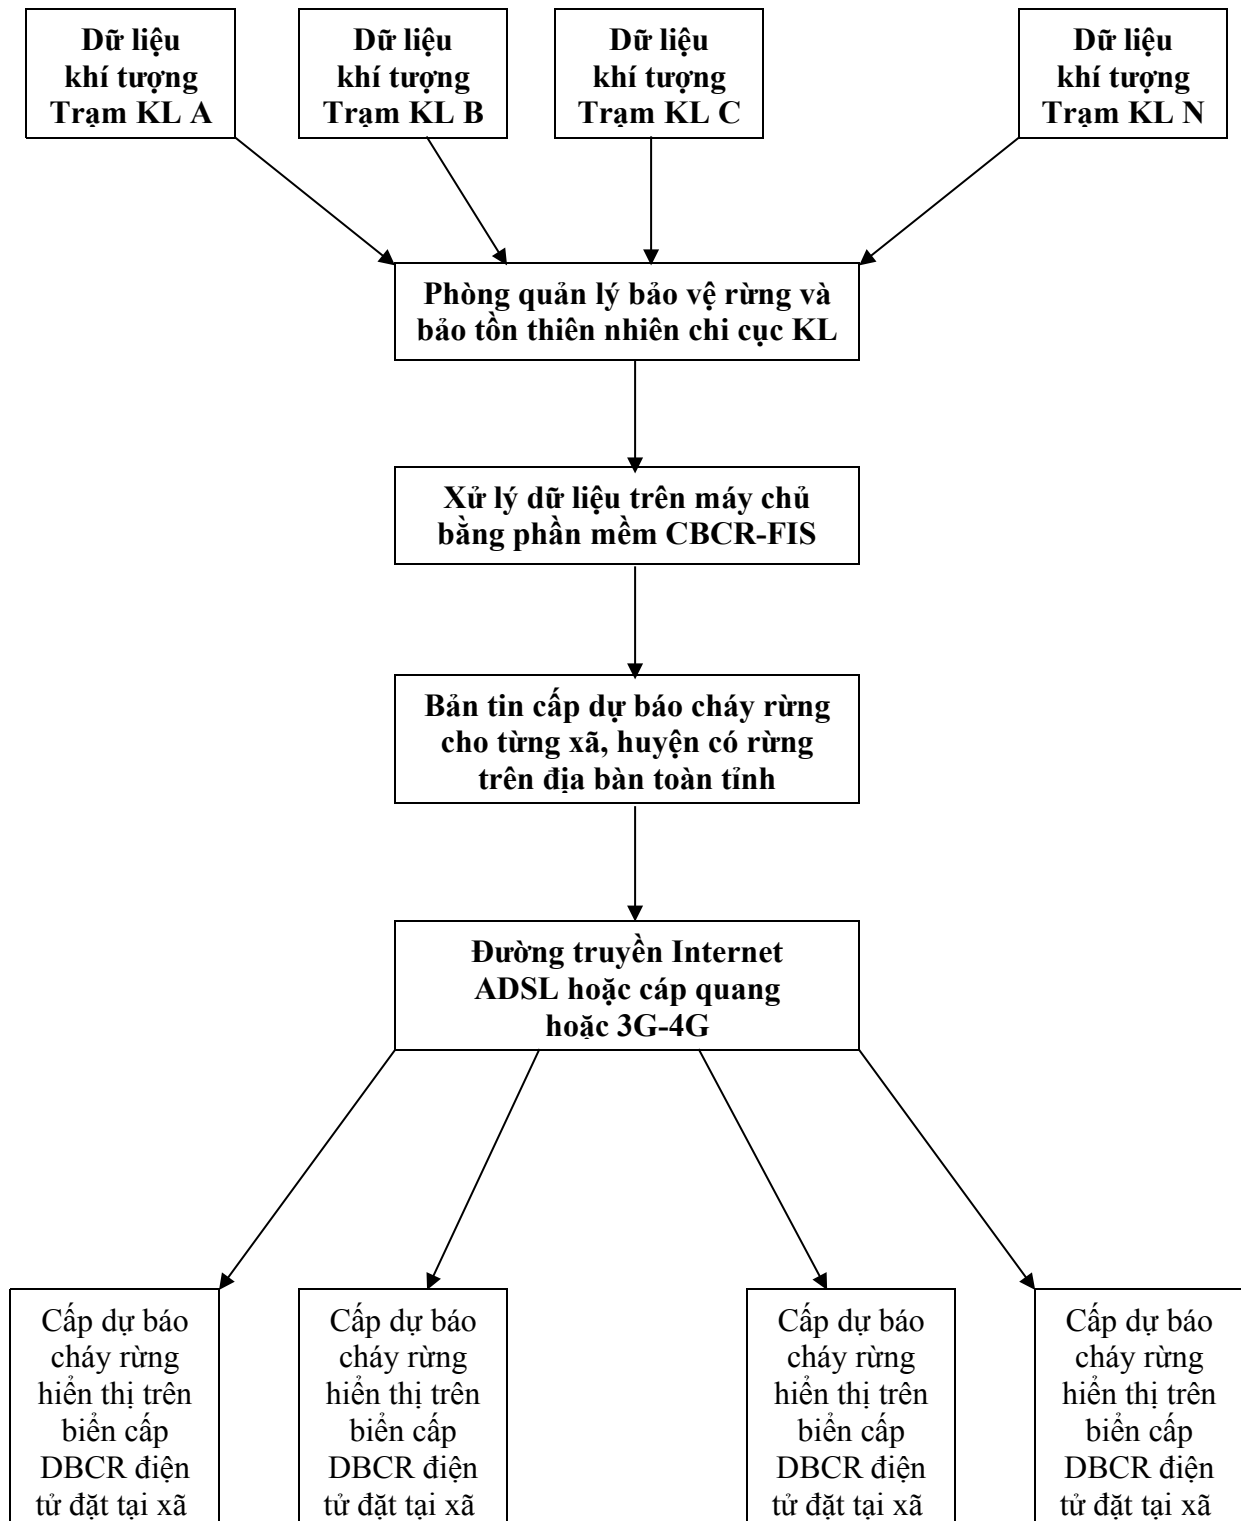 Dữ liệu
khí tượng
Trạm KL A
Dữ liệu
khí tượng
Trạm KL B
Dữ liệu
khí tượng
Trạm KL C
Dữ liệu
khí tượng
Trạm KL N
Phòng quản lý bảo vệ rừng và
bảo tồn thiên nhiên chi cục KL
Xử lý dữ liệu trên máy chủ
bằng phần mềm CBCR-FIS
Bản tin cấp dự báo cháy rừng
cho từng xã, huyện có rừng
trên địa bàn toàn tỉnh
Đường truyền Internet
ADSL hoặc cáp quang
hoặc 3G-4G
Cấp dự báo
cháy rừng
hiển thị trên
biển cấp
DBCR điện
tử đặt tại xã
Cấp dự báo
cháy rừng
hiển thị trên
biển cấp
DBCR điện
tử đặt tại xã
Cấp dự báo
cháy rừng
hiển thị trên
biển cấp
DBCR điện
tử đặt tại xã
Cấp dự báo
cháy rừng
hiển thị trên
biển cấp
DBCR điện
tử đặt tại xã